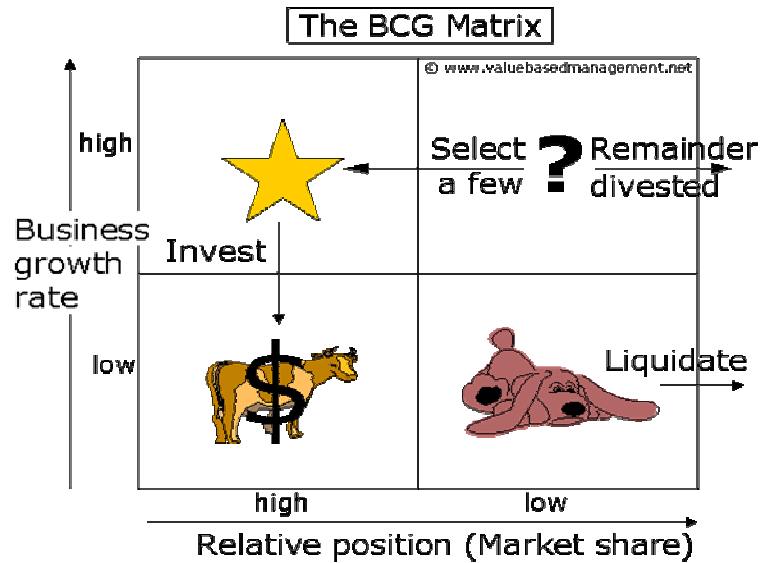 The BCG Matrix
© www.valuebasedmanagement.net
high
Select
a few
?
Remainder
divested
Business
growth
rate
Invest
low
$
Liquidate
high
low
Relative position (Market share)